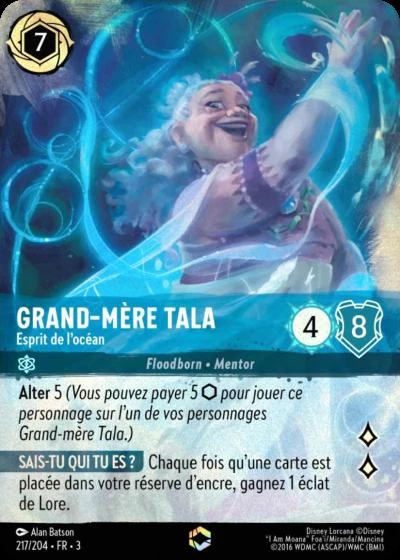 7
GRAND-MÈRE TALA
Esprit de l'océan
4
8
Floodborn • Mentor
Alter 5 (Vous pouvez payer 5 pour jouer ce
personnage sur l'un de vos personnages
Grand-mère Tala.)
SAIS-TU QUI TU ES ? Chaque fois qu'une carte est
placée dans votre réserve d'encre, gagnez 1 éclat
de Lore.
Alan Batson
217/204 • FR • 3
Disney Lorcana ©Disney
"I Am Moana" Foa'i/Miranda/Mancina
©2016 WDMC (ASCAP)/WMC (BMI)